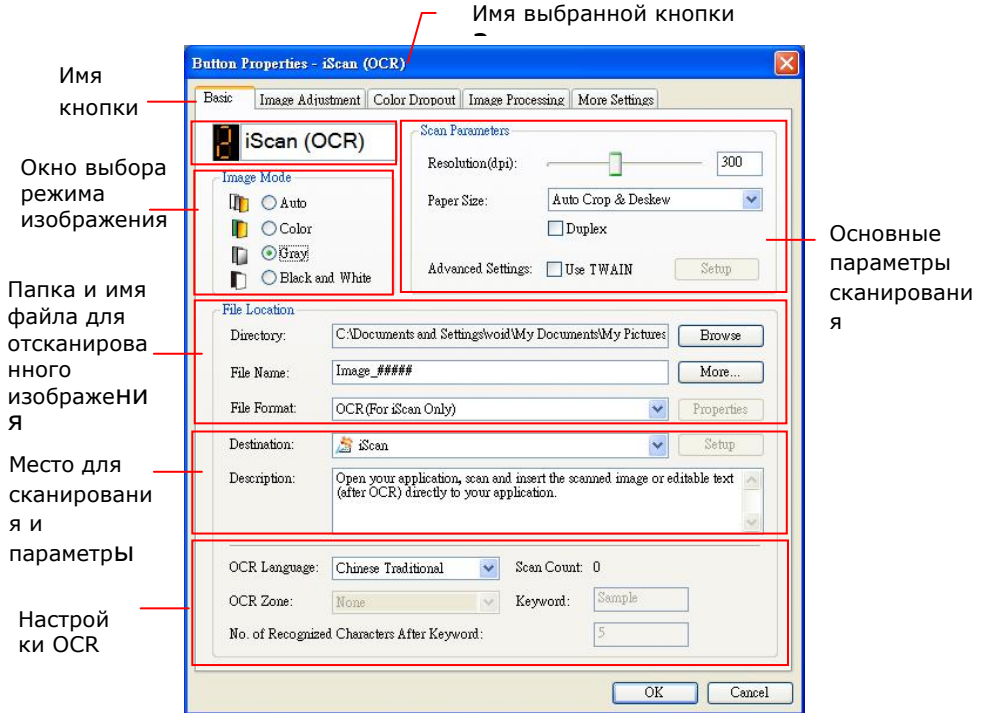 Имя выбранной кнопки
Button Properties - iScan (OCR)
Имя
кнопки
Basic Image Adjustment Color Dropout Image Processing More Settings
2 iScan (OCR)
Окно выбора
режима
изображения
Image Mode
Auto
Color
Gray
Black and White
Scan Parameters
Resolution(dpi): 300
Paper Size: Auto Crop & Deskew
Duplex
Advanced Settings: Use TWAIN Setup
Основные
параметры
сканировани
я
Папка и имя
файла для
отсканирова
нного
изображеНИ
Я
File Location
Directory: C:\Documents and Settings\void\My Documents\My Pictures Browse
File Name: Image_##### More...
File Format: OCR(For iScan Only) Properties
Место для
сканировани
я и
параметрЫ
Destination: iScan Setup
Description: Open your application, scan and insert the scanned image or editable text
(after OCR) directly to your application.
Настрой
ки OCR
OCR Language: Chinese Traditional Scan Count: 0
OCR Zone: None Keyword: Sample
No. of Recognized Characters After Keyword: 5
OK Cancel